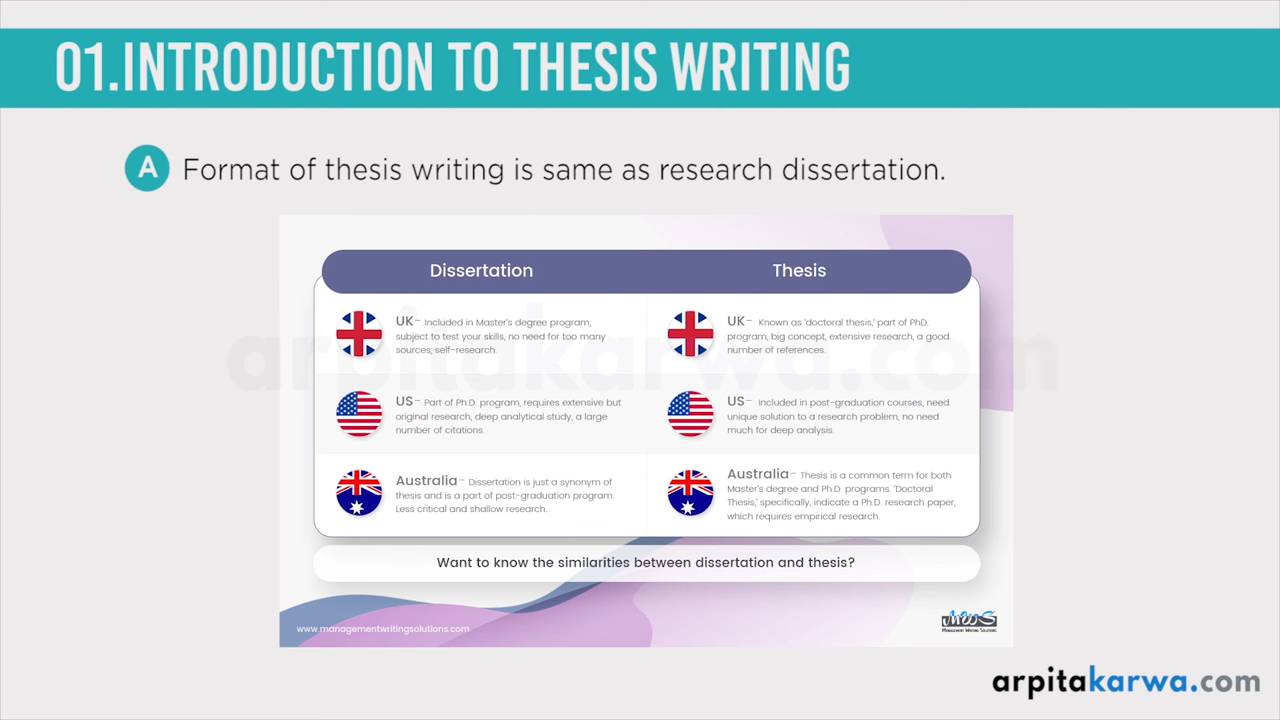 01.INTRODUCTION TO THESIS WRITING
A Format of thesis writing is same as research dissertation.
Dissertation
Thesis
UK– Included in Master's degree program,
subject to test your skills, no need for too many
sources, self-research.
UK– Known as 'doctoral thesis,' part of PhD.
program, big concept, extensive research, a good
number of references.
US– Part of Ph.D. program, requires extensive but
original research, deep analytical study, a large
number of citations.
US– Included in post-graduation courses, need
unique solution to a research problem, no need
much for deep analysis.
Australia– Dissertation is just a synonym of
thesis and is a part of post-graduation program.
Less critical and shallow research.
Australia– Thesis is a common term for both
Master's degree and Ph.D. programs. 'Doctoral
Thesis,' specifically, indicate a Ph.D. research paper,
which requires empirical research.
arpitakarwa.com
Want to know the similarities between dissertation and thesis?
www.managementwritingsolutions.com
MWS
MANAGEMENT WRITING SOLUTIONS
arpitakarwa.com